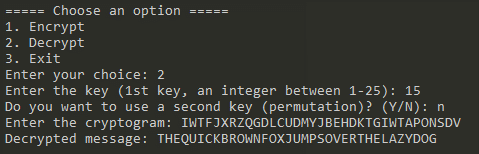 ===== Choose an option =====
1. Encrypt
2. Decrypt
3. Exit
Enter your choice: 2
Enter the key (1st key, an integer between 1-25): 15
Do you want to use a second key (permutation)? (Y/N): n
Enter the cryptogram: IWTFJXRZQGDLCUDMYJBEHDKTGIWTAPONSDV
Decrypted message: THEQUICKBROWNFOXJUMPSOVERTHELAZYDOG